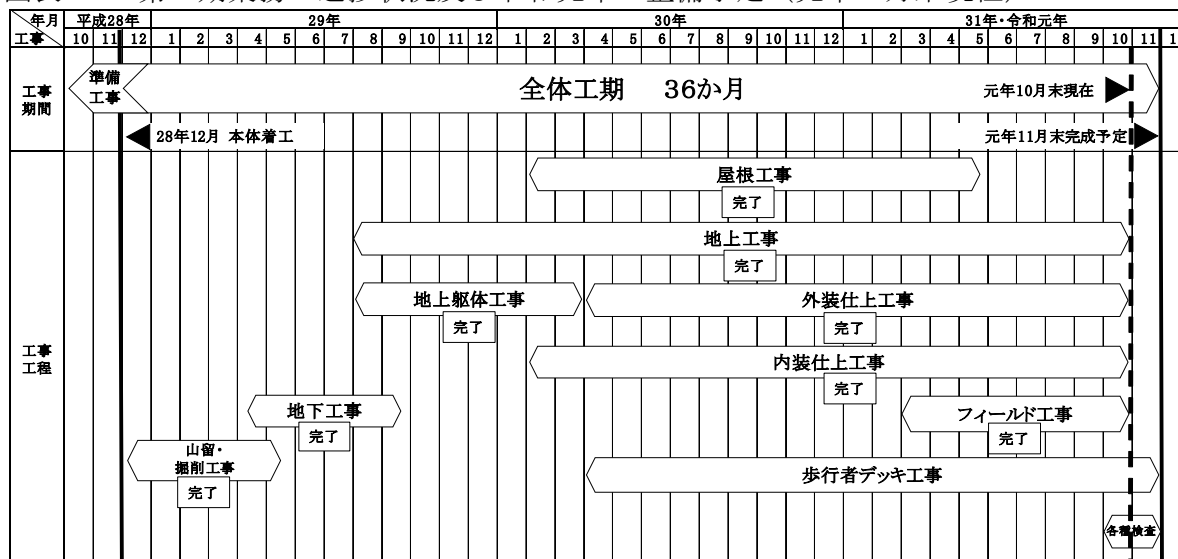 年月 平成28年 29年 30年 31年・令和元年
工事 10 11 12 1 2 3 4 5 6 7 8 9 10 11 12 1 2 3 4 5 6 7 8 9 10 11 12 1 2 3 4 5 6 7 8 9 10 11 1
工事
期間
準備
工事
全体工期 36か月
元年10月末現在
28年12月 本体着工
元年11月末完成予定
工事
工程
屋根工事
完了
地上工事
完了
地上躯体工事
完了
外装仕上工事
完了
内装仕上工事
完了
地下工事
完了
フィールド工事
完了
山留・
掘削工事
完了
歩行者デッキ工事
各種検査